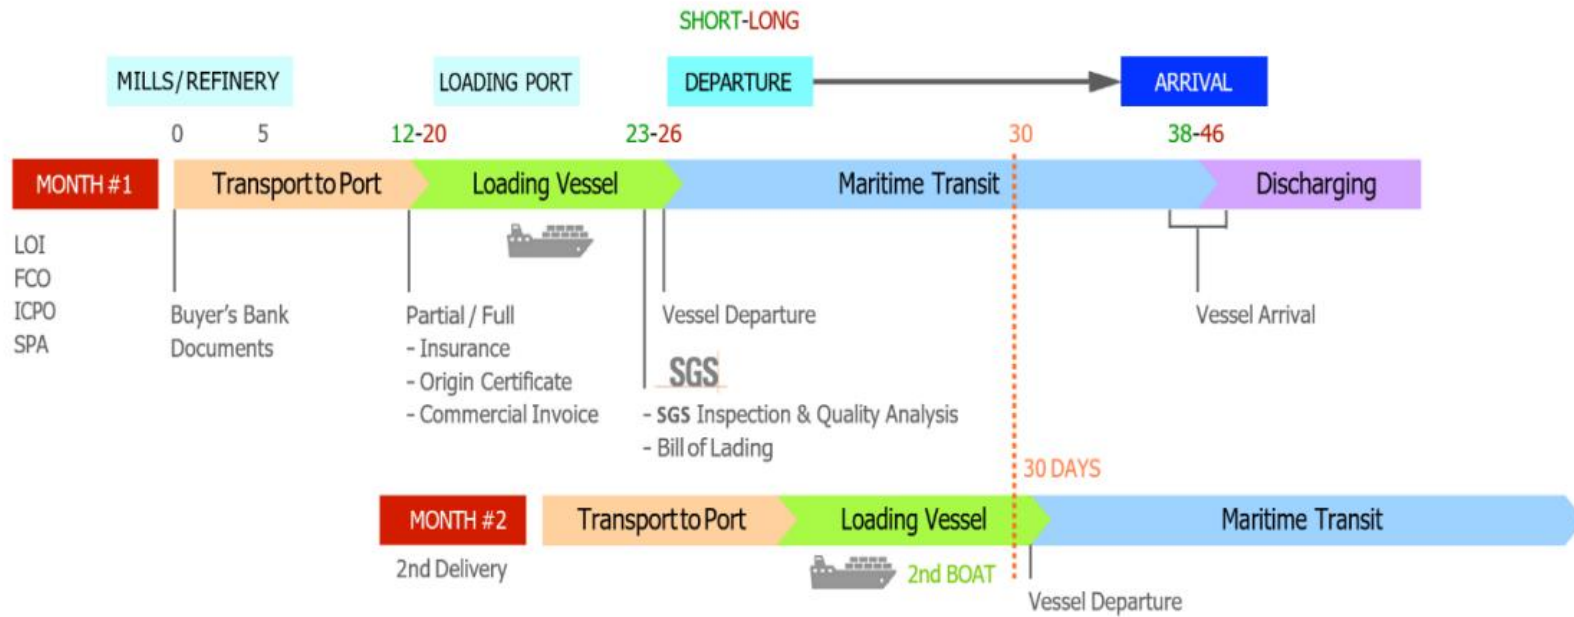 SHORT-LONG
MILLS/REFINERY
LOADING PORT
DEPARTURE
ARRIVAL
0
5
12-20
23-26
30
38-46
MONTH #1
Transport to Port
Loading Vessel
Maritime Transit
Discharging
LOI
FCO
ICPO
SPA
Buyer's Bank
Documents
Partial / Full
- Insurance
- Origin Certificate
- Commercial Invoice
Vessel Departure
SGS
- SGS Inspection & Quality Analysis
- Bill of Lading
Vessel Arrival
30 DAYS
MONTH #2
Transport to Port
Loading Vessel
Maritime Transit
2nd Delivery
2nd BOAT
Vessel Departure